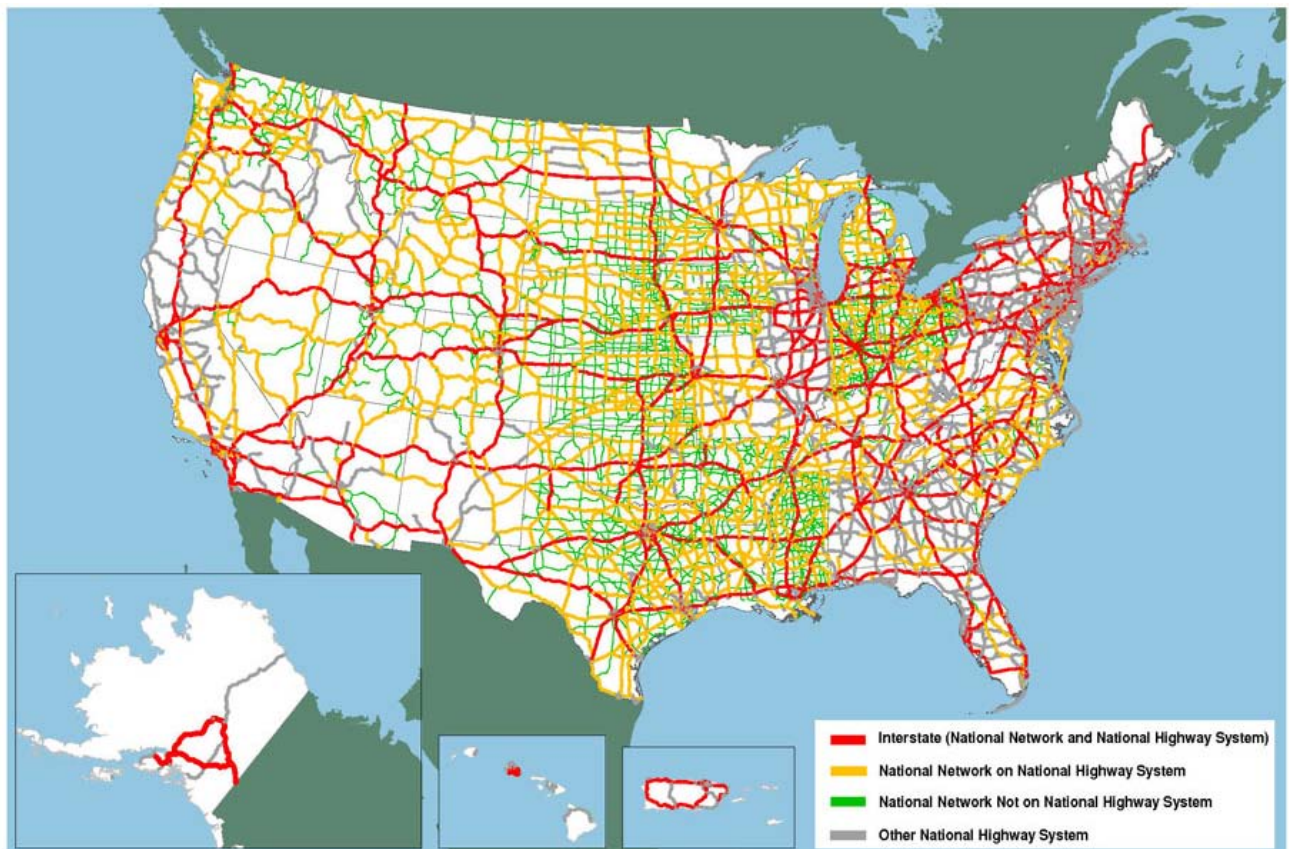 Interstate (National Network and National Highway System)
National Network on National Highway System
National Network Not on National Highway System
Other National Highway System